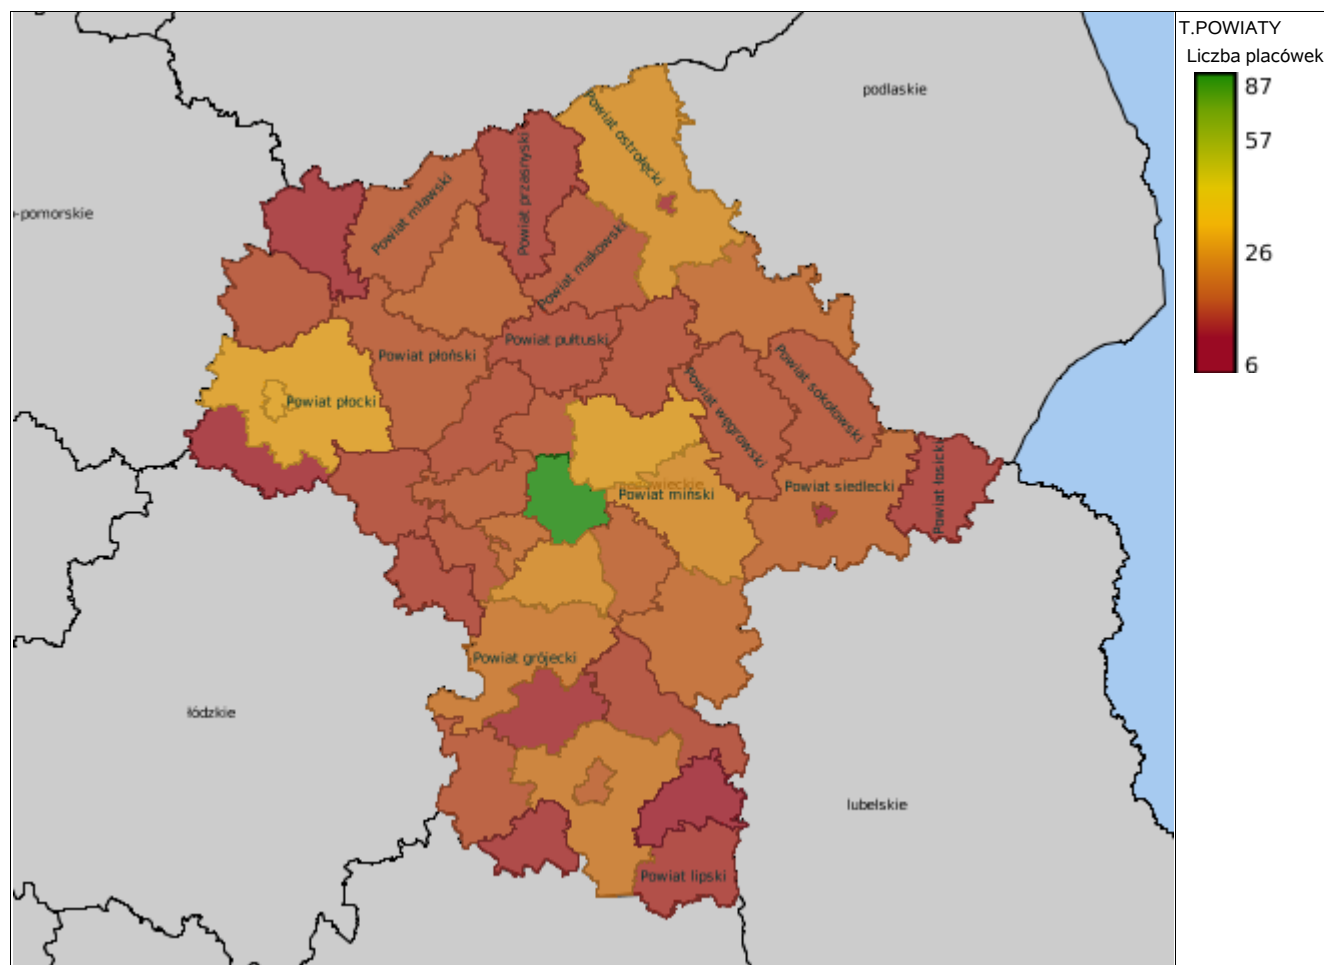 T.POWIATY
Liczba placówek
87
57
26
6
podlaskie
-pomorskie
Powiat ostrołęcki
Powiat przasnyski
Powiat mławski
Powiat makowski
Powiat pułtuski
Powiat płoński
Powiat płocki
Powiat węgrowski
Powiat sokołowski
Powiat łosicki
Powiat siedlecki
mazowieckie
Powiat miński
Powiat grójecki
łódzkie
lubelskie
Powiat lipski